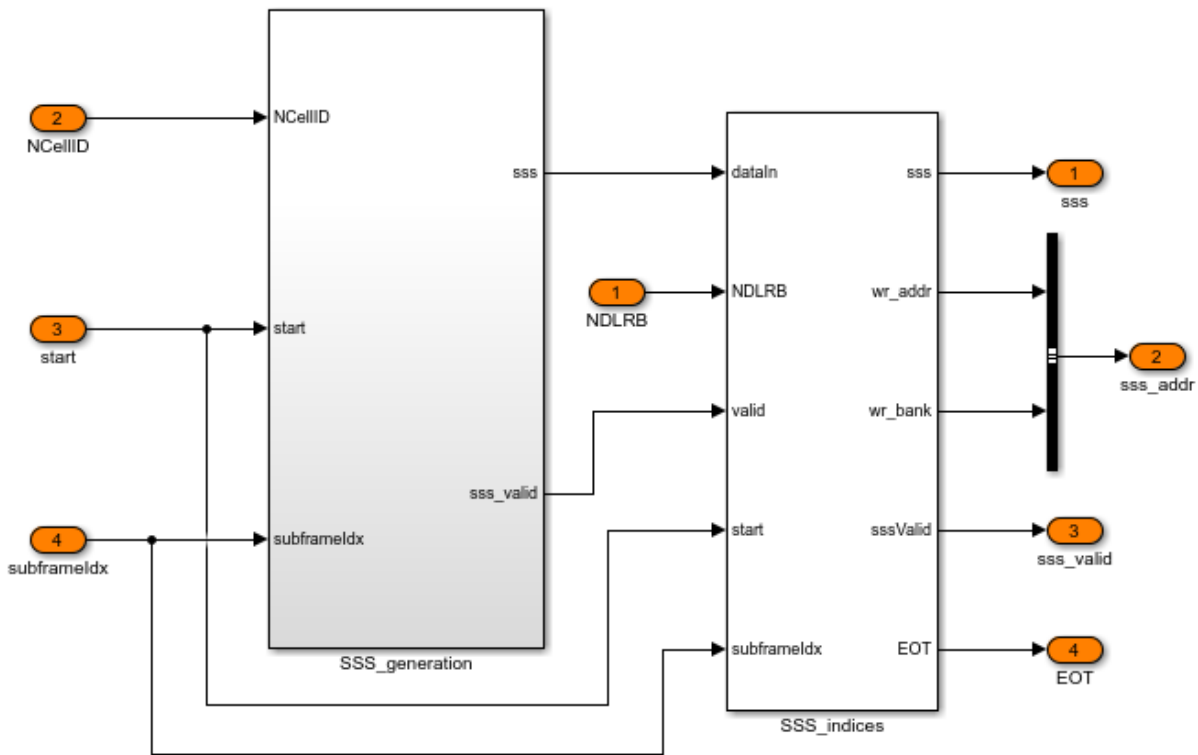 2
NCellID
3
start
4
subframeIdx
NCellID
start
subframeIdx
sss
sss_valid
SSS_generation
1
NDLRB
dataIn
NDLRB
valid
start
subframeIdx
sss
wr_addr
wr_bank
sssValid
EOT
SSS_indices
1
sss
2
sss_addr
3
sss_valid
4
EOT